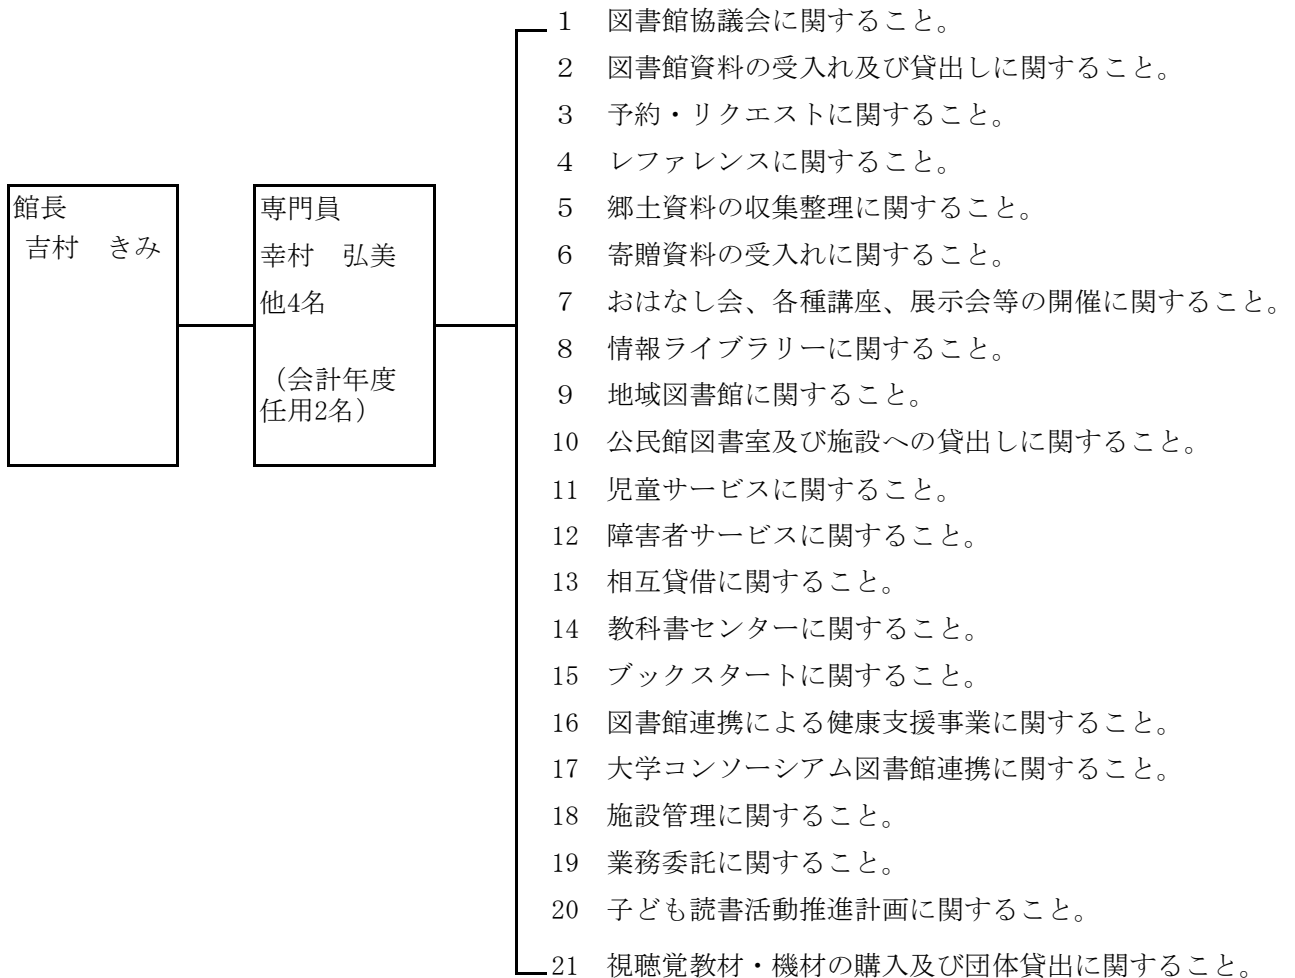 館長
吉村　きみ
専門員
幸村　弘美
他4名
（会計年度
任用2名）
1　図書館協議会に関すること。
2　図書館資料の受入れ及び貸出しに関すること。
3　予約・リクエストに関すること。
4　レファレンスに関すること。
5　郷土資料の収集整理に関すること。
6　寄贈資料の受入れに関すること。
7　おはなし会、各種講座、展示会等の開催に関すること。
8　情報ライブラリーに関すること。
9　地域図書館に関すること。
10　公民館図書室及び施設への貸出しに関すること。
11　児童サービスに関すること。
12　障害者サービスに関すること。
13　相互貸借に関すること。
14　教科書センターに関すること。
15　ブックスタートに関すること。
16　図書館連携による健康支援事業に関すること。
17　大学コンソーシアム図書館連携に関すること。
18　施設管理に関すること。
19　業務委託に関すること。
20　子ども読書活動推進計画に関すること。
21　視聴覚教材・機材の購入及び団体貸出に関すること。